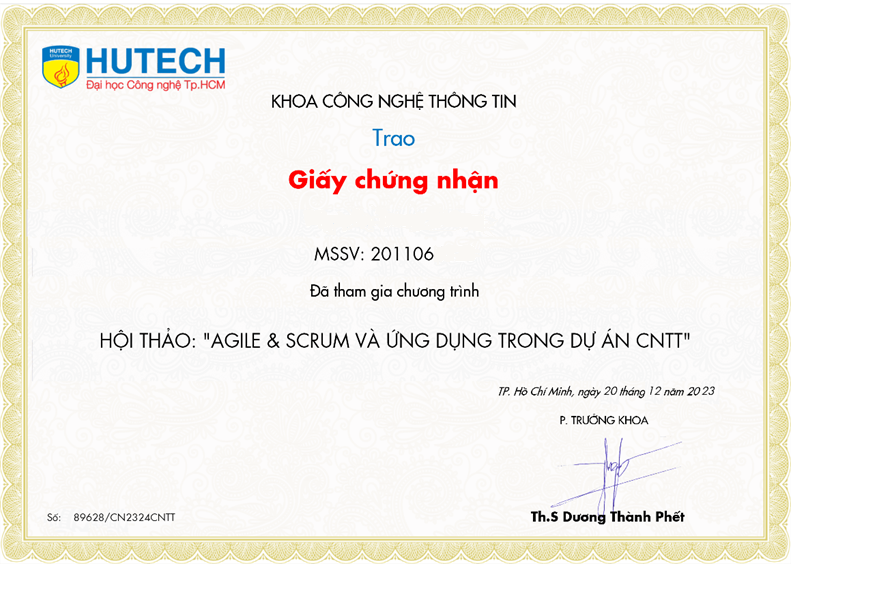 HUTECH
University
HUTECH
Đại học Công nghệ Tp.HCM
KHOA CÔNG NGHỆ THÔNG TIN
Trao
Giấy chứng nhận
MSSV: 201106
Đã tham gia chương trình
HỘI THẢO: "AGILE & SCRUM VÀ ỨNG DỤNG TRONG DỰ ÁN CNTT"
TP. Hồ Chí Minh, ngày 20 tháng 12 năm 2023
P. TRƯỞNG KHOA
Th.S Dương Thành Phết
Số: 89628/CN2324CNTT